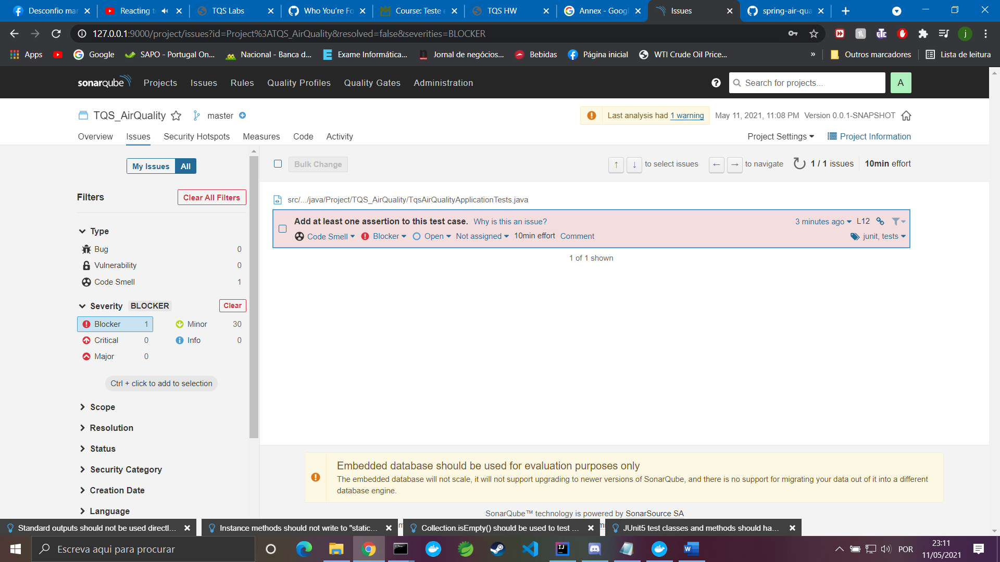 Desconfio mar
Reacting t
TQS Labs
Who You're Fo
Course: Teste e
TQS HW
Annex - Googl
Issues
spring-air-qua
127.0.0.1:9000/project/issues?id=Project%3ATQS_AirQuality&resolved=false&severities=BLOCKER
Apps
Google
SAPO - Portugal On...
Nacional - Banca d...
Exame Informática...
Jornal de negócios...
Bebidas
Página inicial
WTI Crude Oil Price...
»
Outros marcadores
Lista de leitura
sonarqube
Projects
Issues
Rules
Quality Profiles
Quality Gates
Administration
Search for projects...
A
TQS_AirQuality
master
Last analysis had 1 warning
May 11, 2021, 11:08 PM
Version 0.0.1-SNAPSHOT
Overview
Issues
Security Hotspots
Measures
Code
Activity
Project Settings
Project Information
My Issues
All
Bulk Change
↑ ↓ to select issues
← → to navigate
1 / 1 issues
10min effort
Filters
Clear All Filters
src/.../java/Project/TQS_AirQuality/TqsAirQualityApplicationTests.java
Add at least one assertion to this test case. Why is this an issue?
3 minutes ago
L12
Code Smell
Blocker
Open
Not assigned
10min effort
Comment
junit, tests
1 of 1 shown
Type
Bug 0
Vulnerability 0
Code Smell 1
Severity BLOCKER
Clear
Blocker 1
Minor 30
Critical 0
Info 0
Major 0
Ctrl + click to add to selection
Scope
Resolution
Status
Security Category
Creation Date
Language
Embedded database should be used for evaluation purposes only
The embedded database will not scale, it will not support upgrading to newer versions of SonarQube, and there is no support for migrating your data out of it into a different
database engine.
SonarQube™ technology is powered by SonarSource SA
Standard outputs should not be used directl...
Instance methods should not write to "static...
Collection.isEmpty() should be used to test ...
JUnit5 test classes and methods should ha...
Escreva aqui para procurar
POR
23:11
11/05/2021